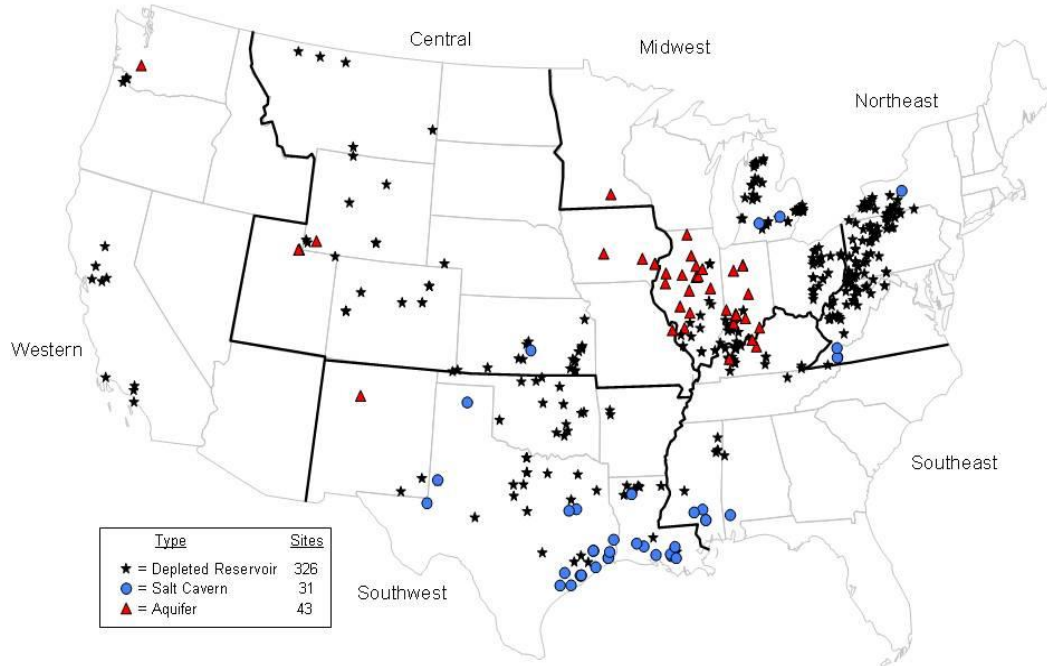 Central
Midwest
Northeast
Western
Southeast
Southwest
Type Sites
= Depleted Reservoir 326
= Salt Cavern 31
= Aquifer 43